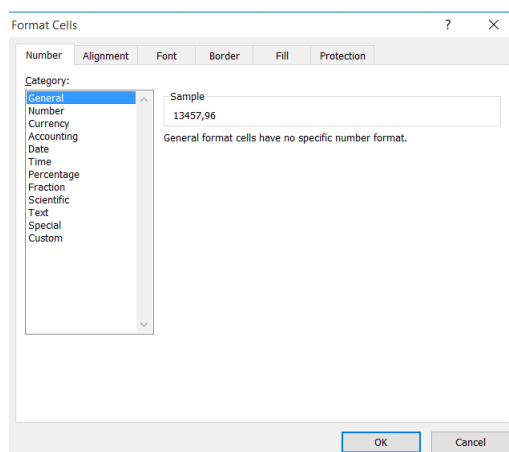 Format Cells ? X
Number Alignment Font Border Fill Protection
Category:
General
Number
Currency
Accounting
Date
Time
Percentage
Fraction
Scientific
Text
Special
Custom
Sample
13457,96
General format cells have no specific number format.
OK Cancel